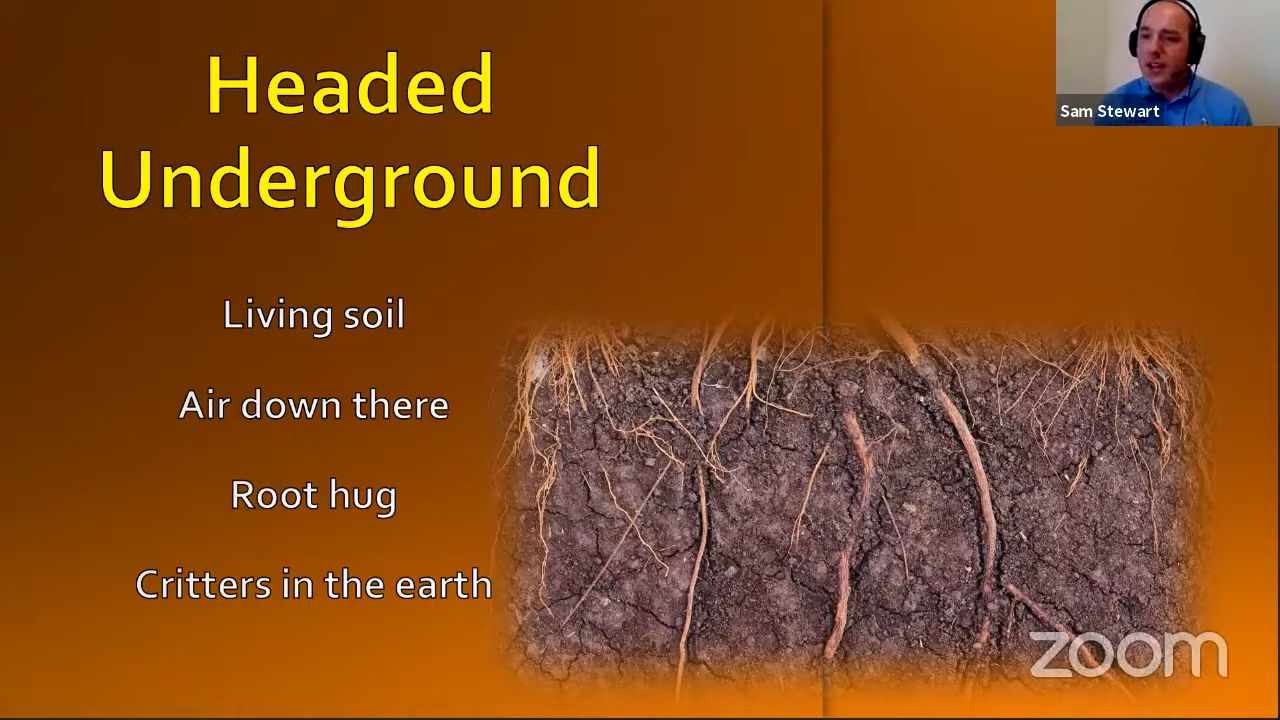 Headed
Underground
Sam Stewart
Living soil
Air down there
Root hug
Critters in the earth
zoom